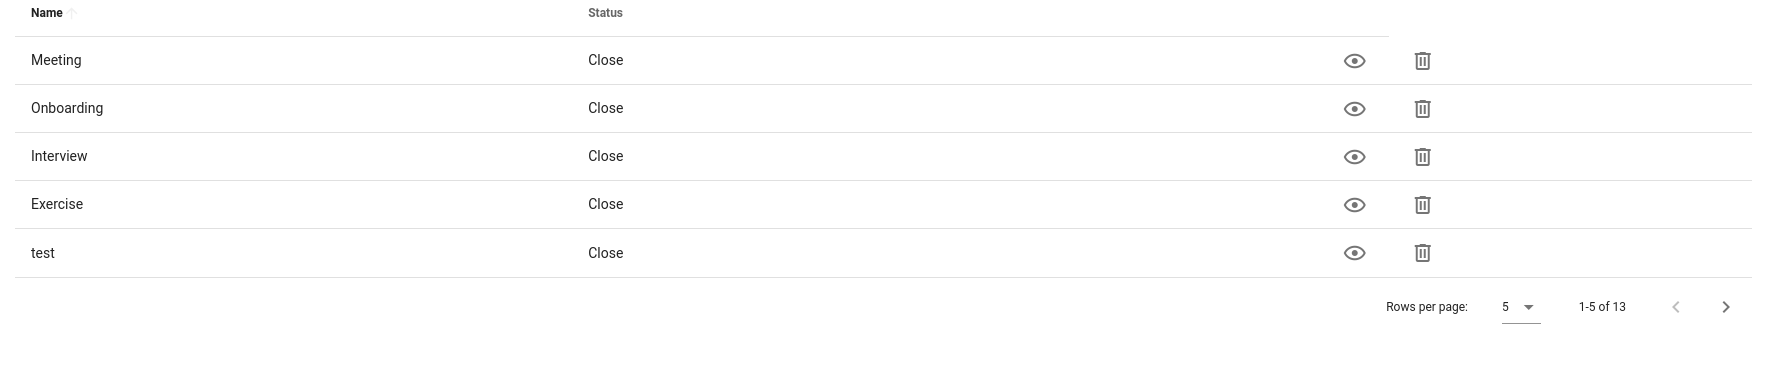 Name Status
Meeting Close
Onboarding Close
Interview Close
Exercise Close
test Close
Rows per page: 5 1-5 of 13